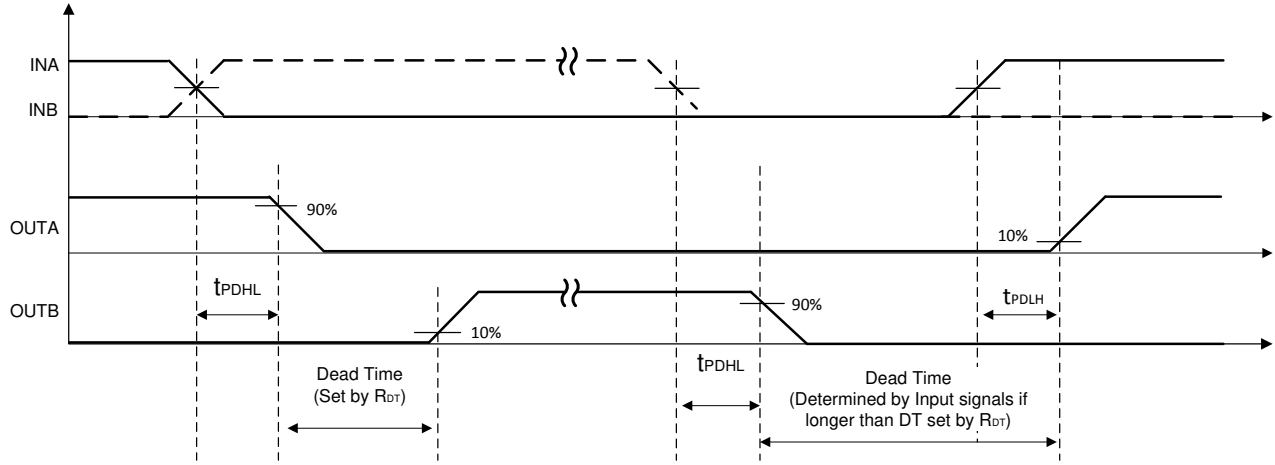 INA
INB
OUTA
90%
10%
OUTB
tPDHL
10%
90%
tPDLH
Dead Time
(Set by RDT)
tPDHL
Dead Time
(Determined by Input signals if
longer than DT set by RDT)